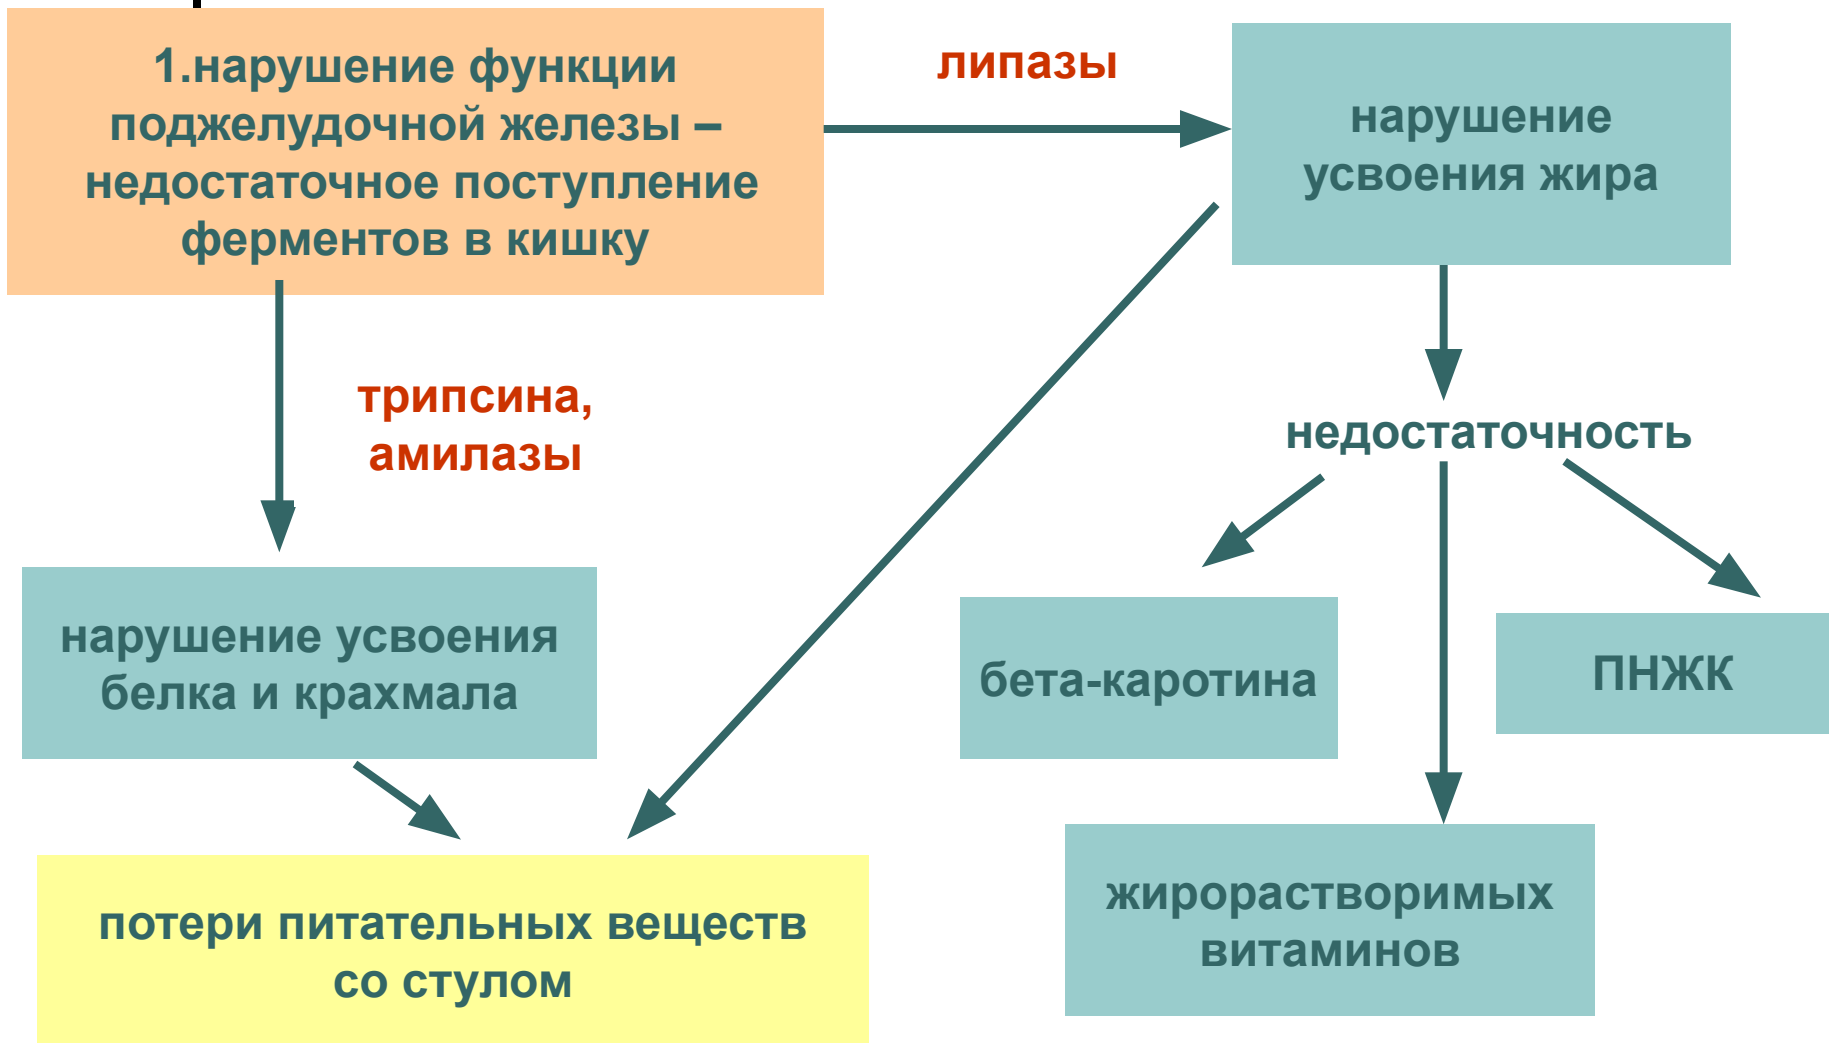 1.нарушение функции
поджелудочной железы –
недостаточное поступление
ферментов в кишку
липазы
нарушение
усвоения жира
трипсина,
амилазы
недостаточность
нарушение усвоения
белка и крахмала
бета-каротина
ПНЖК
жирорастворимых
витаминов
потери питательных веществ
со стулом